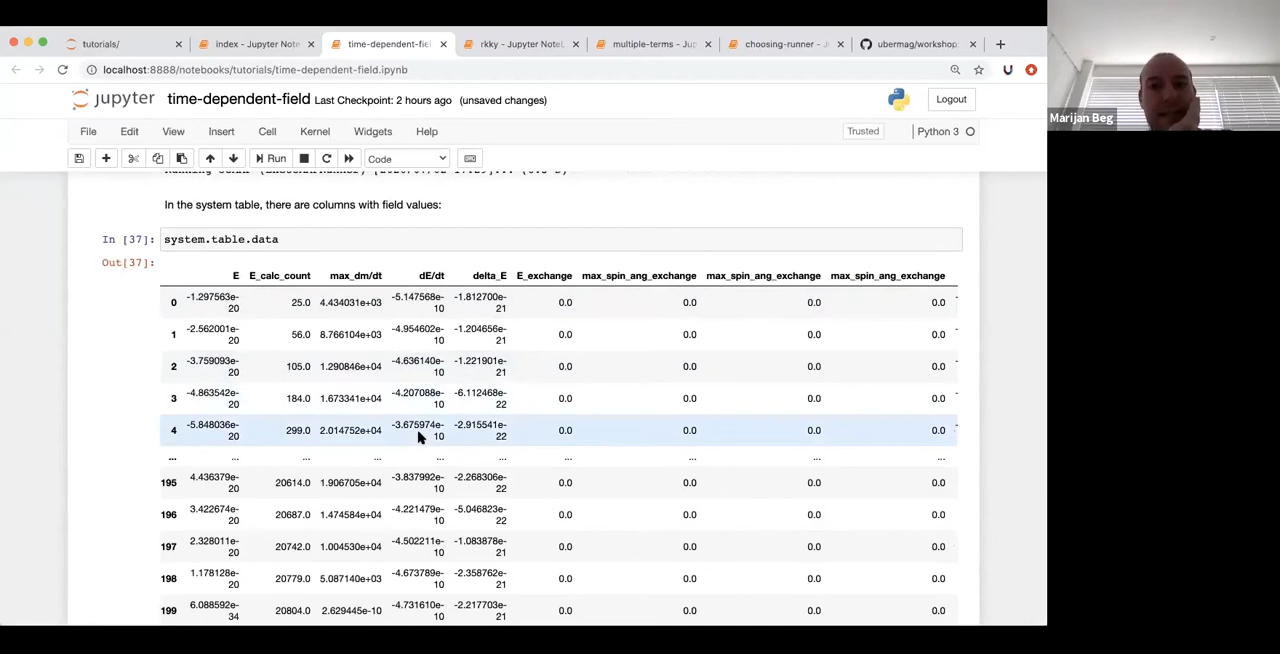 tutorials/
index - Jupyter Note
time-dependent-fiel
rkky - Jupyter Notel
multiple-terms - Jup
choosing-runner - J
ubermag/workshop:
localhost:8888/notebooks/tutorials/time-dependent-field.ipynb
jupyter time-dependent-field Last Checkpoint: 2 hours ago (unsaved changes) Logout
Marijan Beg
File Edit View Insert Cell Kernel Widgets Help Trusted Python 3
Run Code
In the system table, there are columns with field values:
In [37]: system.table.data
Out[37]:
E E_calc_count max_dm/dt dE/dt delta_E E_exchange max_spin_ang_exchange max_spin_ang_exchange max_spin_ang_exchange
0 -1.297563e-20 25.0 4.434031e+03 -5.147568e-10 -1.812700e-21 0.0 0.0 0.0 0.0
1 -2.562001e-20 56.0 8.766104e+03 -4.954602e-10 -1.204656e-21 0.0 0.0 0.0 0.0
2 -3.759093e-20 105.0 1.290846e+04 -4.636140e-10 -1.221901e-21 0.0 0.0 0.0 0.0
3 -4.863542e-20 184.0 1.673341e+04 -4.207088e-10 -6.112468e-22 0.0 0.0 0.0 0.0
4 -5.848036e-20 299.0 2.014752e+04 -3.675974e-10 -2.915541e-22 0.0 0.0 0.0 0.0
... ... ... ... ... ... ... ... ... ...
195 4.436379e-20 20614.0 1.906705e+04 -3.837992e-10 -2.268306e-22 0.0 0.0 0.0 0.0
196 3.422674e-20 20687.0 1.474584e+04 -4.221479e-10 -5.046823e-22 0.0 0.0 0.0 0.0
197 2.328011e-20 20742.0 1.004530e+04 -4.502211e-10 -1.083878e-21 0.0 0.0 0.0 0.0
198 1.178128e-20 20779.0 5.087140e+03 -4.673789e-10 -2.358762e-21 0.0 0.0 0.0 0.0
199 6.088592e-34 20804.0 2.629445e-10 -4.731610e-10 -2.217703e-21 0.0 0.0 0.0 0.0